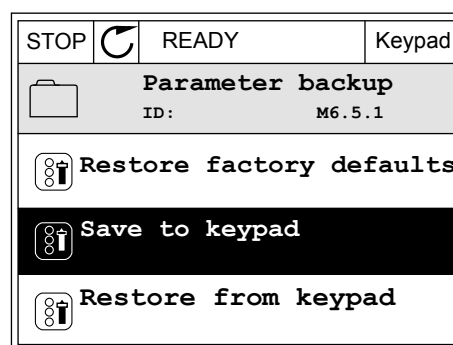 STOP READY Keypad
Parameter backup
ID: M6.5.1
Restore factory defaults
Save to keypad
Restore from keypad